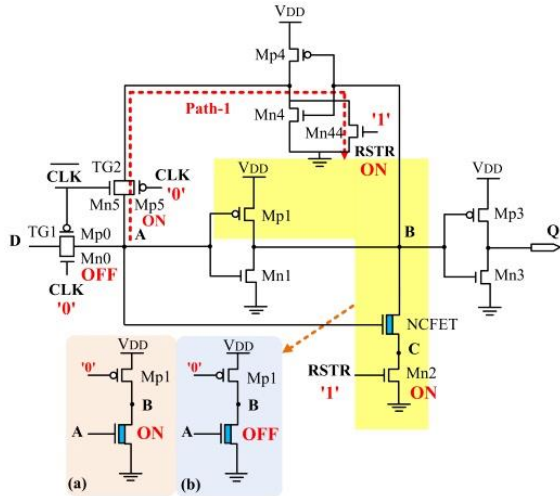 VDD
Mp4
Path-1
Mn4
Mn44
'1'
RSTR
ON
CLK
TG2
CLK
'0'
Mn5
Mp5
ON
VDD
VDD
TG1
Mp0
A
Mp1
B
Mp3
Q
D
Mn0
OFF
Mn1
Mn3
CLK
'0'
NCFET
C
VDD
VDD
RSTR
Mn2
'0'
Mp1
'0'
Mp1
'1'
ON
B
B
A
ON
A
OFF
(a)
(b)